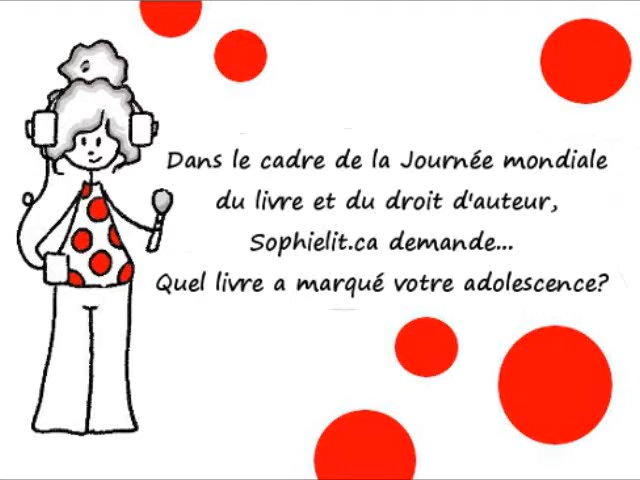 Dans le cadre de la Journée mondiale
du livre et du droit d'auteur,
Sophielit.ca demande...
Quel livre a marqué votre adolescence?